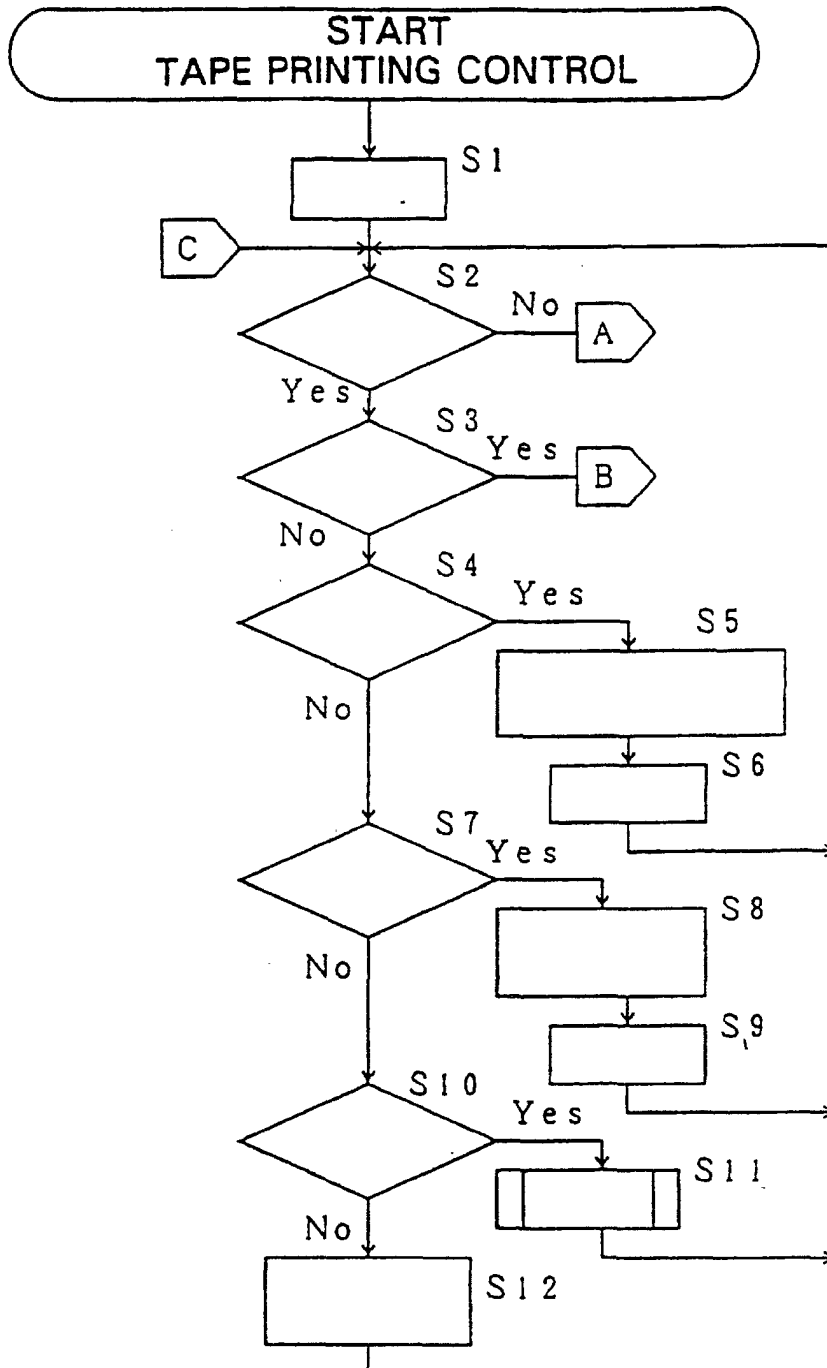 START
TAPE PRINTING CONTROL
S1
C
S2
No
A
Yes
S3
Yes
B
No
S4
Yes
S5
No
S6
S7
Yes
S8
No
S9
S10
Yes
S11
No
S12